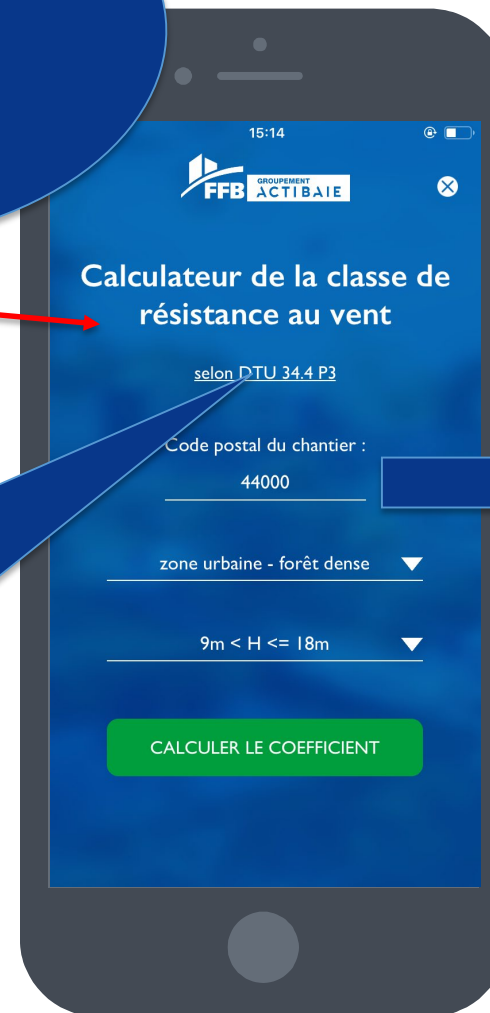 15:14
FFB GROUPEMENT ACTIBAIE
Calculateur de la classe de
résistance au vent
selon DTU 34.4 P3
Code postal du chantier :
44000
zone urbaine - forêt dense
9m < H <= 18m
CALCULER LE COEFFICIENT